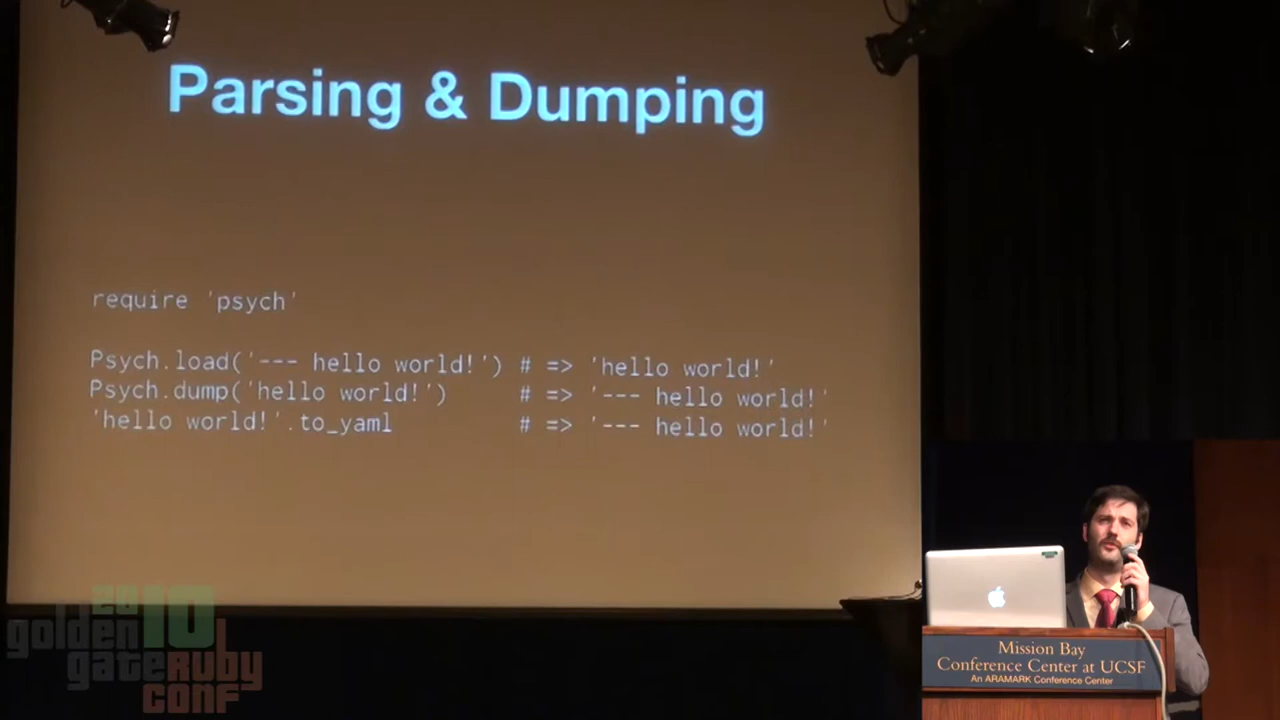 Parsing & Dumping
require 'psych'
Psych.load('--- hello world!') # => 'hello world!'
Psych.dump('hello world!') # => '--- hello world!'
'hello world!'.to_yaml # => '--- hello world!'
2010
golden
gate Ruby
conf
Mission Bay
Conference Center at UCSF
An ARAMARK Conference Center